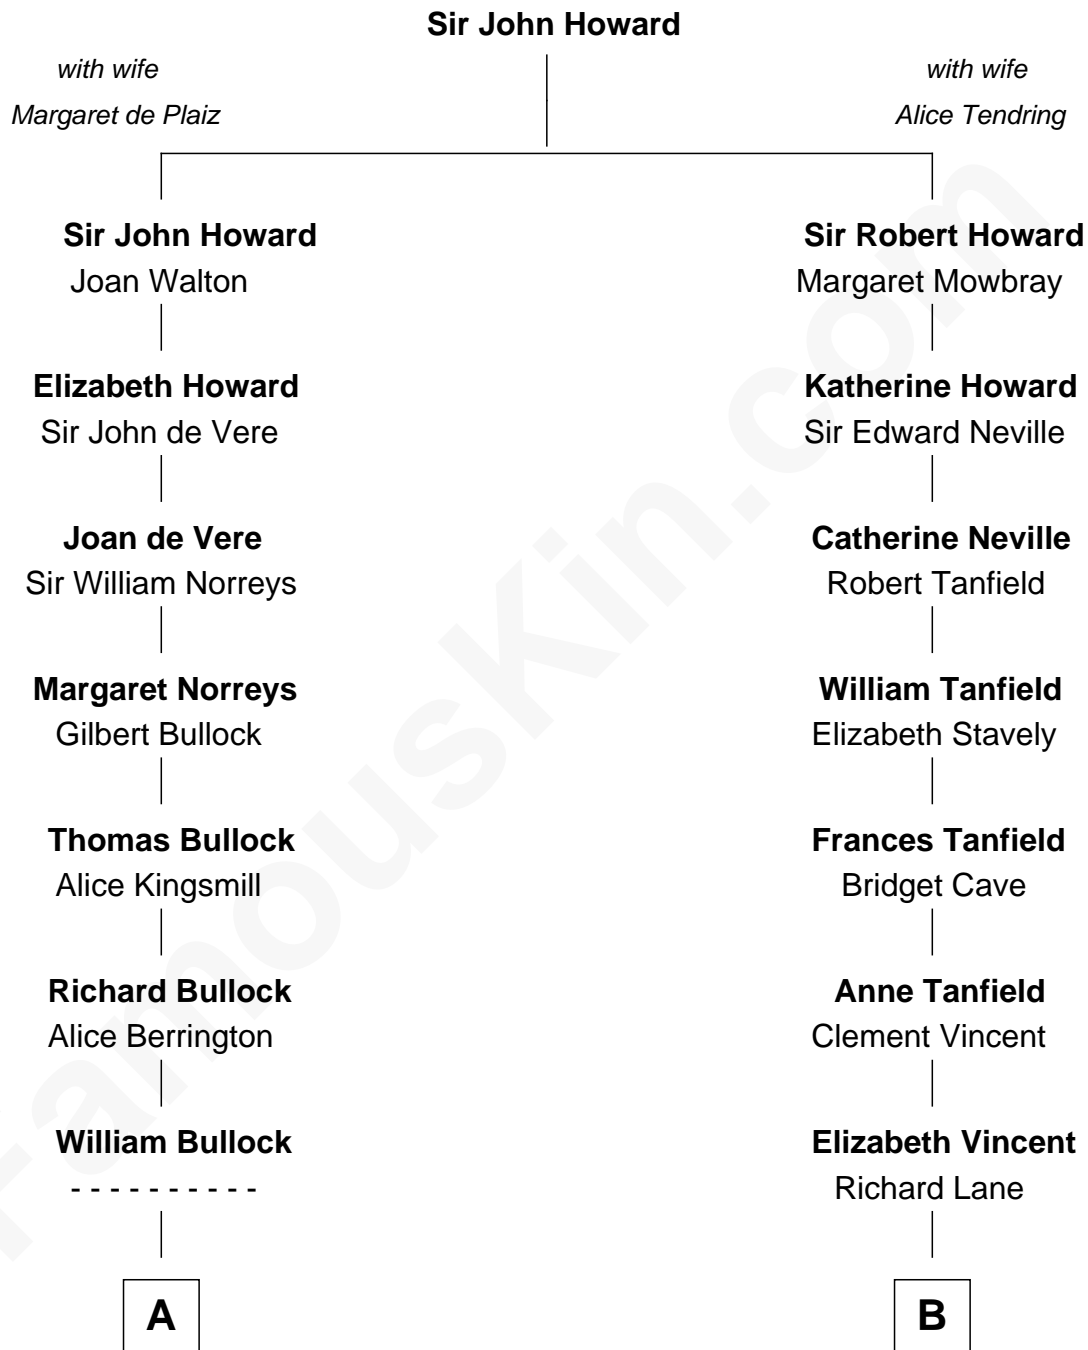 Sir John Howard
with wife
Margaret de Plaiz
with wife
Alice Tendring
Sir John Howard
Joan Walton
Sir Robert Howard
Margaret Mowbray
Elizabeth Howard
Sir John de Vere
Katherine Howard
Sir Edward Neville
Joan de Vere
Sir William Norreys
Catherine Neville
Robert Tanfield
Margaret Norreys
Gilbert Bullock
William Tanfield
Elizabeth Stavely
Thomas Bullock
Alice Kingsmill
Frances Tanfield
Bridget Cave
Richard Bullock
Alice Berrington
Anne Tanfield
Clement Vincent
William Bullock
- - - - - - - - - -
Elizabeth Vincent
Richard Lane
A
B
FamousKin.com